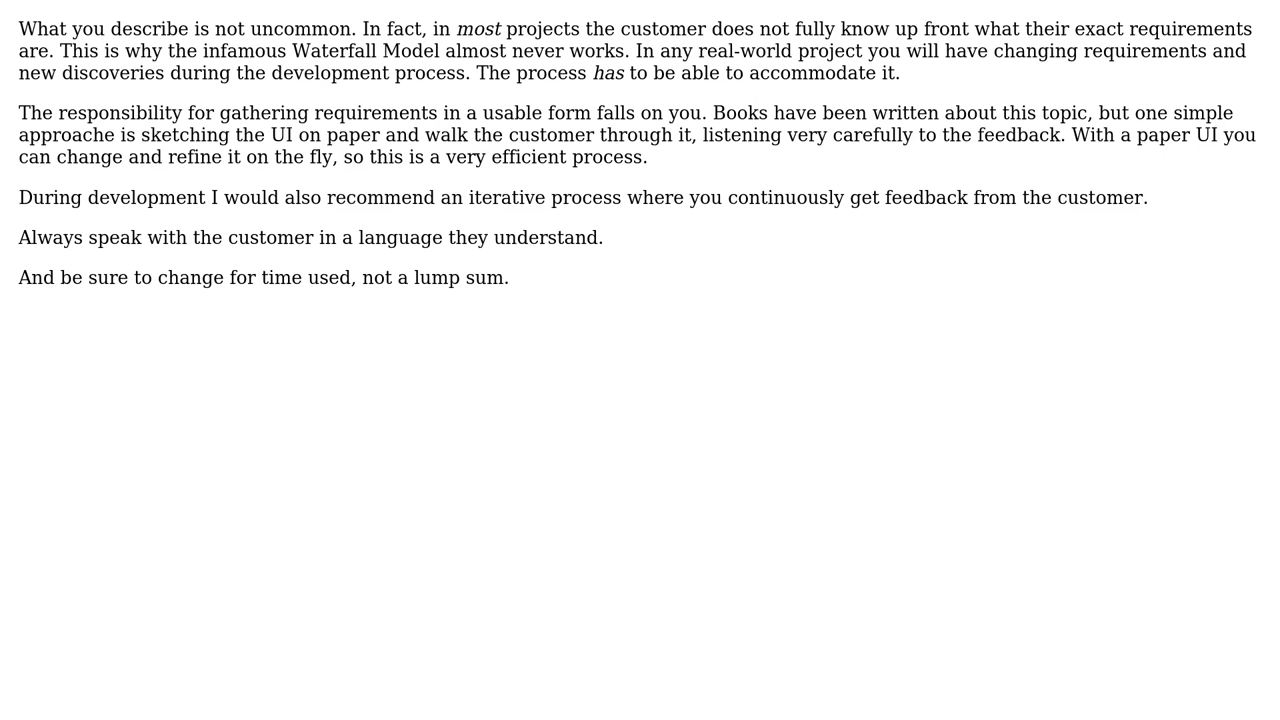 What you describe is not uncommon. In fact, in most projects the customer does not fully know up front what their exact requirements
are. This is why the infamous Waterfall Model almost never works. In any real-world project you will have changing requirements and
new discoveries during the development process. The process has to be able to accommodate it.
The responsibility for gathering requirements in a usable form falls on you. Books have been written about this topic, but one simple
approache is sketching the UI on paper and walk the customer through it, listening very carefully to the feedback. With a paper UI you
can change and refine it on the fly, so this is a very efficient process.
During development I would also recommend an iterative process where you continuously get feedback from the customer.
Always speak with the customer in a language they understand.
And be sure to change for time used, not a lump sum.